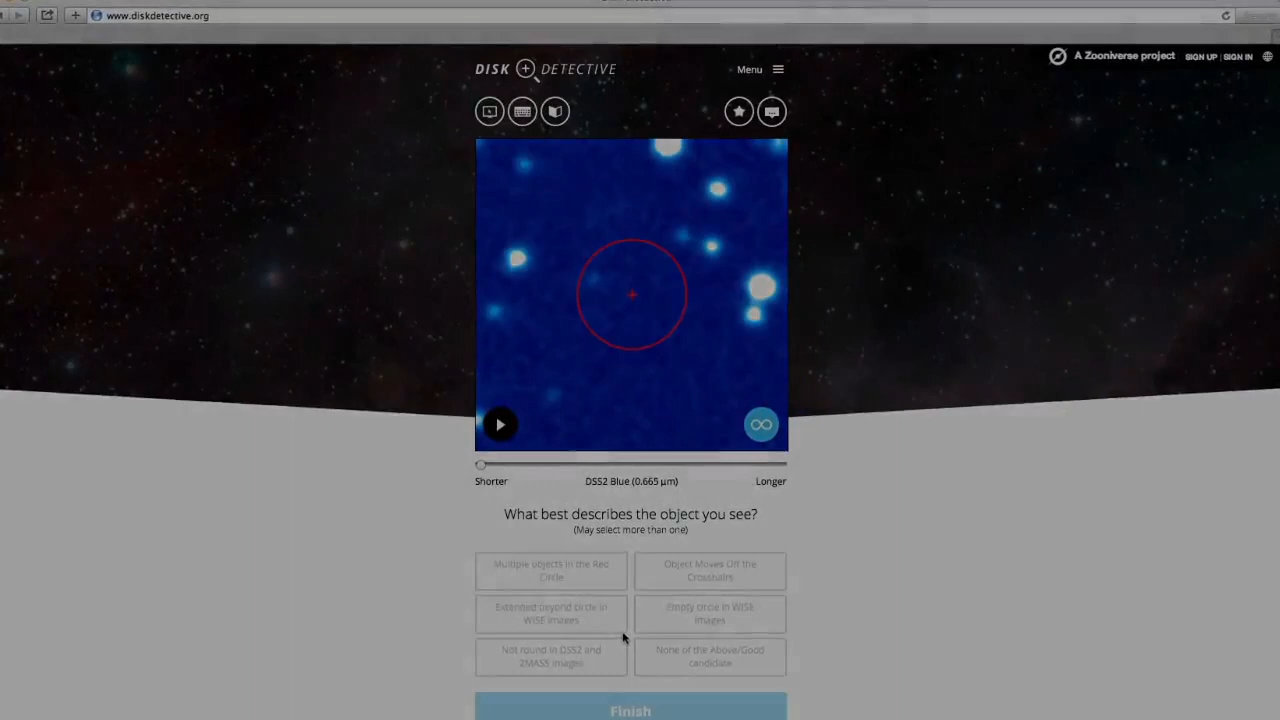 www.diskdetective.org
A Zooniverse project SIGN UP | SIGN IN
DISK DETECTIVE
Menu
Shorter DSS2 Blue (0.665 μm) Longer
What best describes the object you see?
(May select more than one)
Multiple objects in the Red
Circle
Object Moves Off the
Crosshairs
Extended beyond circle in
WISE images
Empty circle in WISE
images
Not round in DSS2 and
2MASS images
None of the Above/Good
candidate
Finish